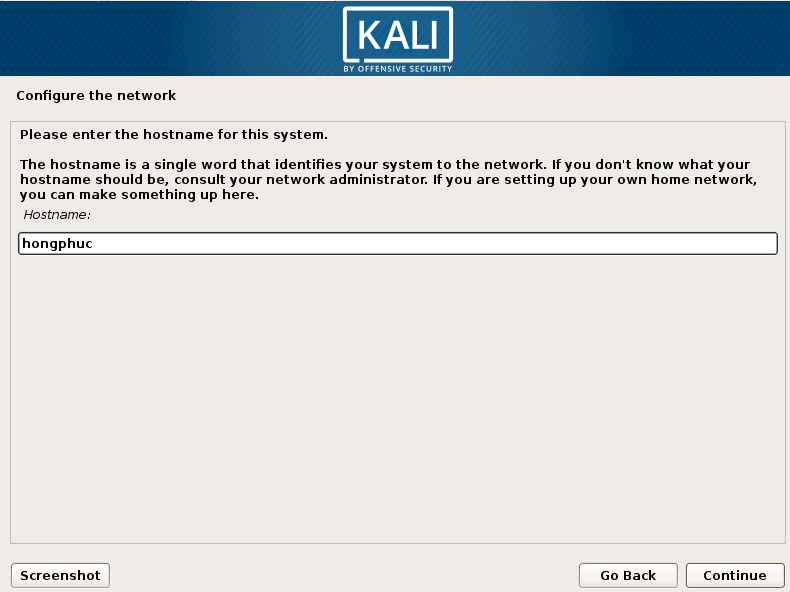 KALI
BY OFFENSIVE SECURITY
Configure the network
Please enter the hostname for this system.
The hostname is a single word that identifies your system to the network. If you don't know what your
hostname should be, consult your network administrator. If you are setting up your own home network,
you can make something up here.
Hostname:
hongphuc
Screenshot
Go Back
Continue